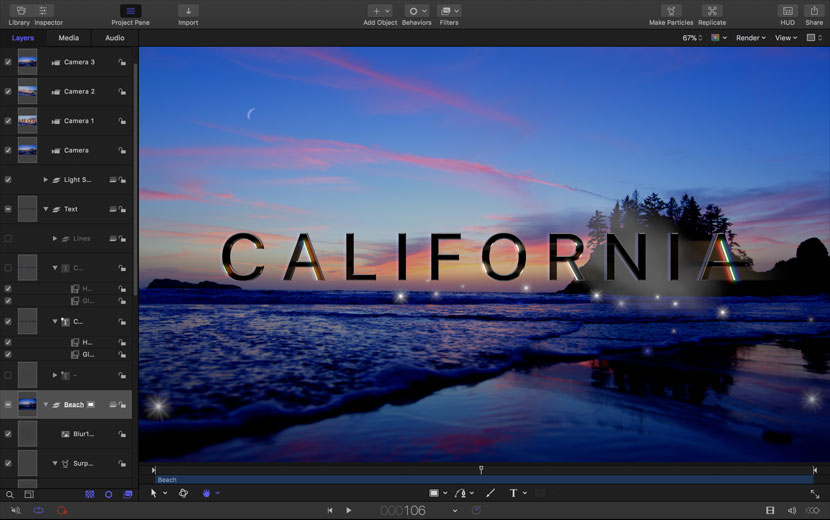 Library Inspector Project Pane Import Add Object Behaviors Filters Make Particles Replicate HUD Share
Layers Media Audio 67% Render View
Camera 3
Camera 2
Camera 1
Camera
Light S...
Text
Lines
C...
H...
Gl...
C...
H...
Gl...
–
Beach
Blur1...
Surp...
CALIFORNIA
Beach
T
000106